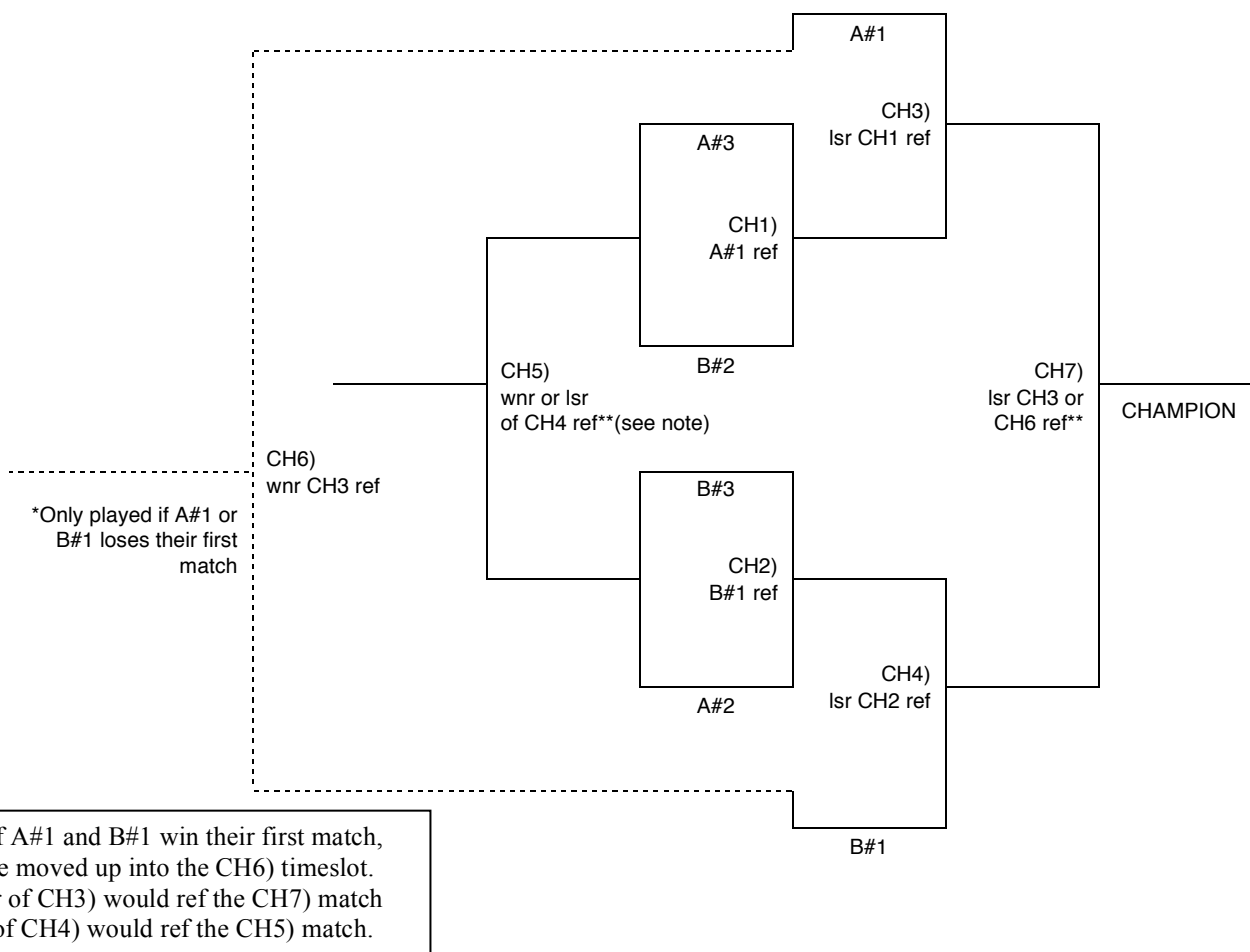 A#1
CH3)
lsr CH1 ref
A#3
CH1)
A#1 ref
B#2
CH5)
wnr or lsr
of CH4 ref**(see note)
CH7)
lsr CH3 or
CH6 ref**
CHAMPION
CH6)
wnr CH3 ref
*Only played if A#1 or
B#1 loses their first
match
B#3
CH2)
B#1 ref
A#2
CH4)
lsr CH2 ref
B#1
A#1 and B#1 win their first match,
moved up into the CH6) timeslot.
of CH3) would ref the CH7) match
of CH4) would ref the CH5) match.